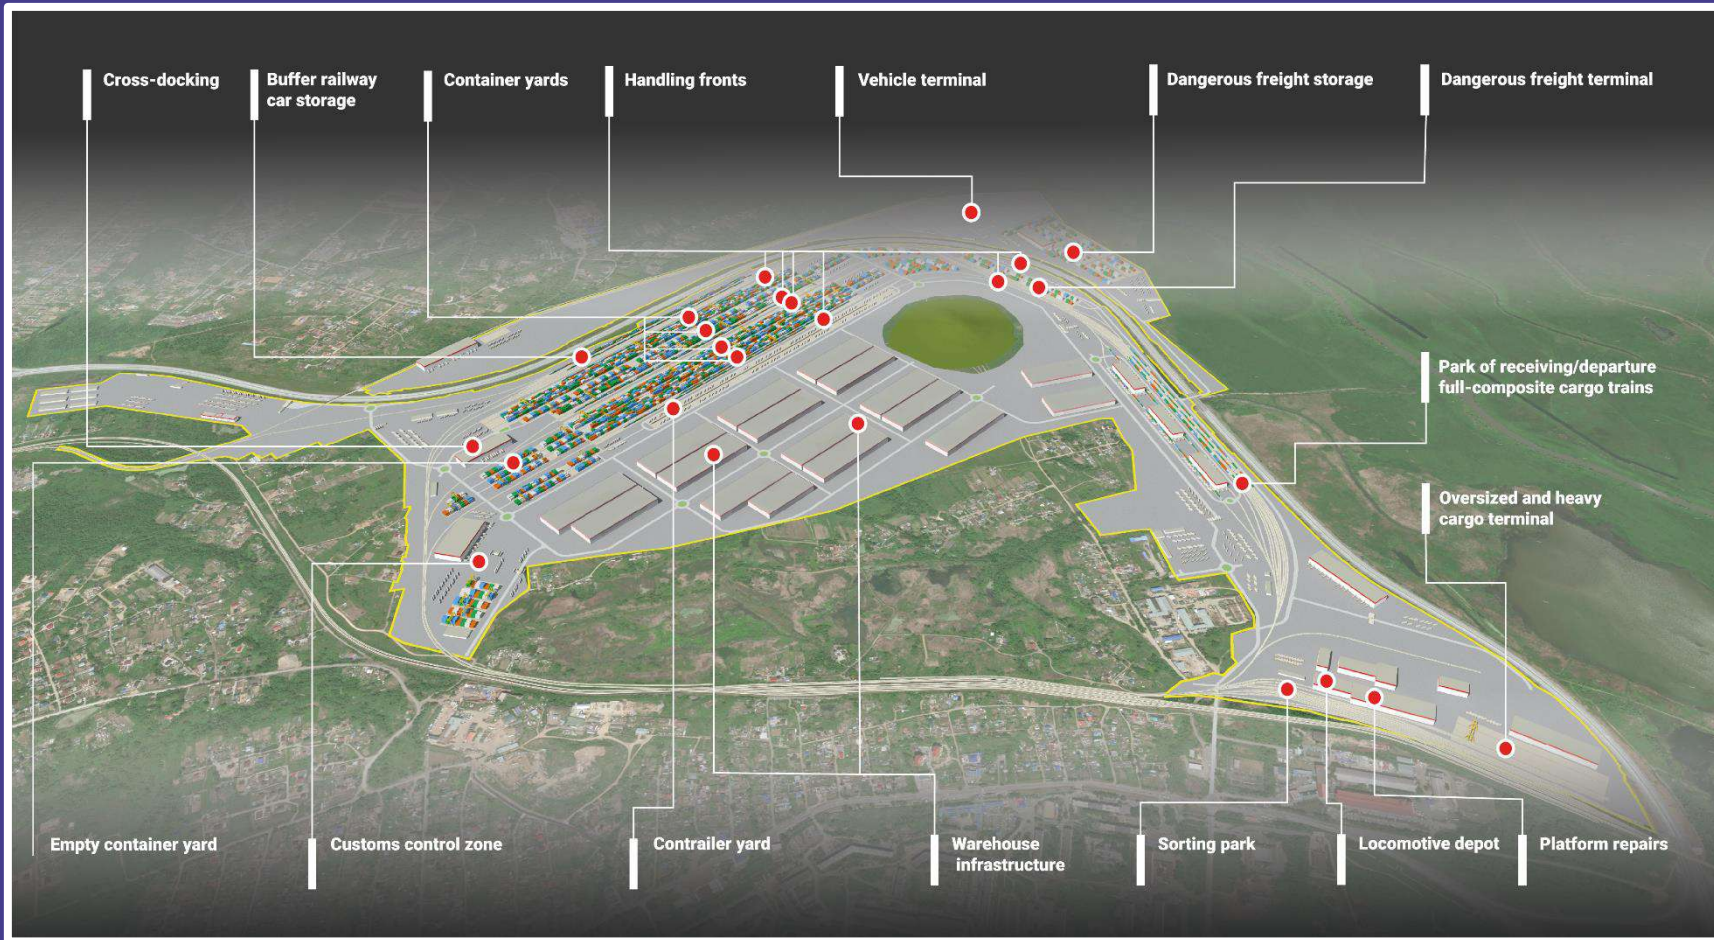 Cross-docking
Buffer railway
car storage
Container yards
Handling fronts
Vehicle terminal
Dangerous freight storage
Dangerous freight terminal
Park of receiving/departure
full-composite cargo trains
Oversized and heavy
cargo terminal
Empty container yard
Customs control zone
Contrailer yard
Warehouse
infrastructure
Sorting park
Locomotive depot
Platform repairs